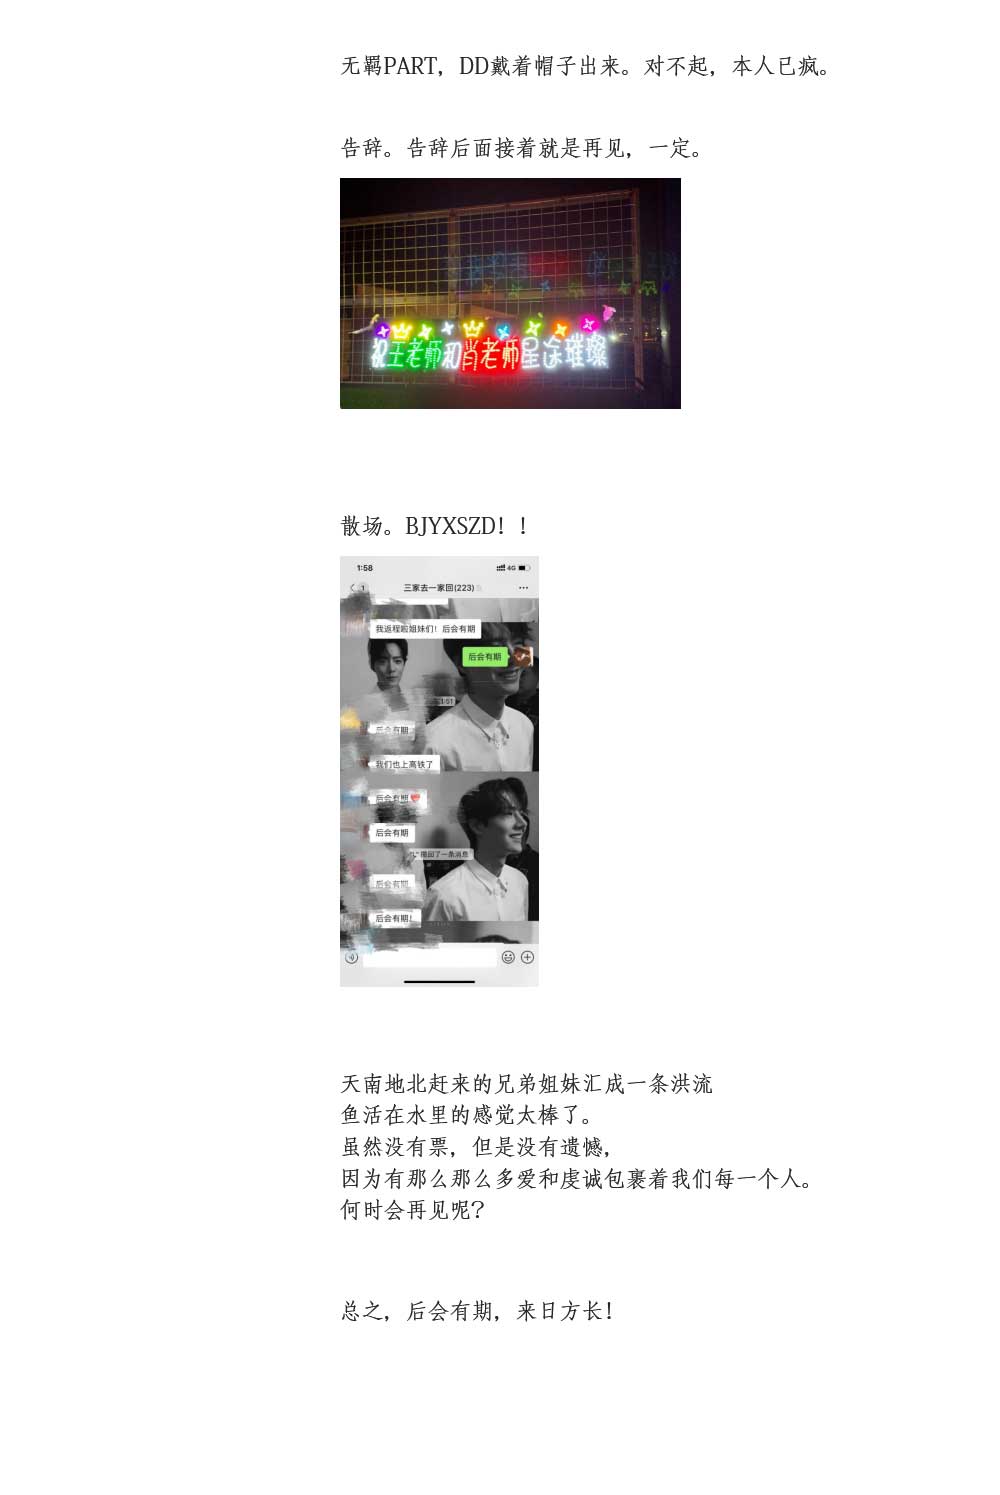 无羁PART，DD戴着帽子出来。对不起，本人已疯。
告辞。告辞后面接着就是再见，一定。
祝王老师和肖老师星途璀璨
散场。BJYXSZD！！
1:58
4G
1
三家去一家回(223)
我返程啦姐妹们！后会有期
后会有期
1:51
后会有期
我们也上高铁了
后会有期
后会有期
撤回了一条消息
后会有期
后会有期！
天南地北赶来的兄弟姐妹汇成一条洪流
鱼活在水里的感觉太棒了。
虽然没有票，但是没有遗憾，
因为有那么那么多爱和虔诚包裹着我们每一个人。
何时会再见呢？
总之，后会有期，来日方长！